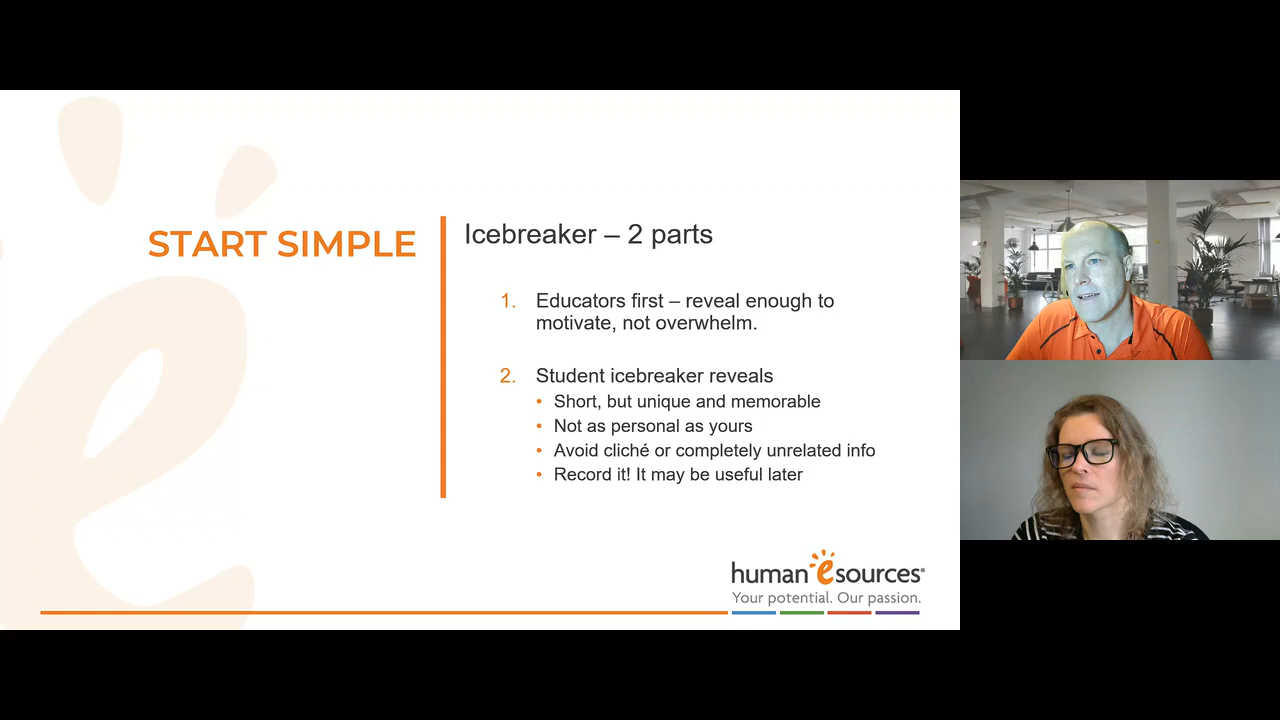 START SIMPLE
Icebreaker – 2 parts
1. Educators first – reveal enough to
motivate, not overwhelm.
2. Student icebreaker reveals
• Short, but unique and memorable
• Not as personal as yours
• Avoid cliché or completely unrelated info
• Record it! It may be useful later
human esources®
Your potential. Our passion.